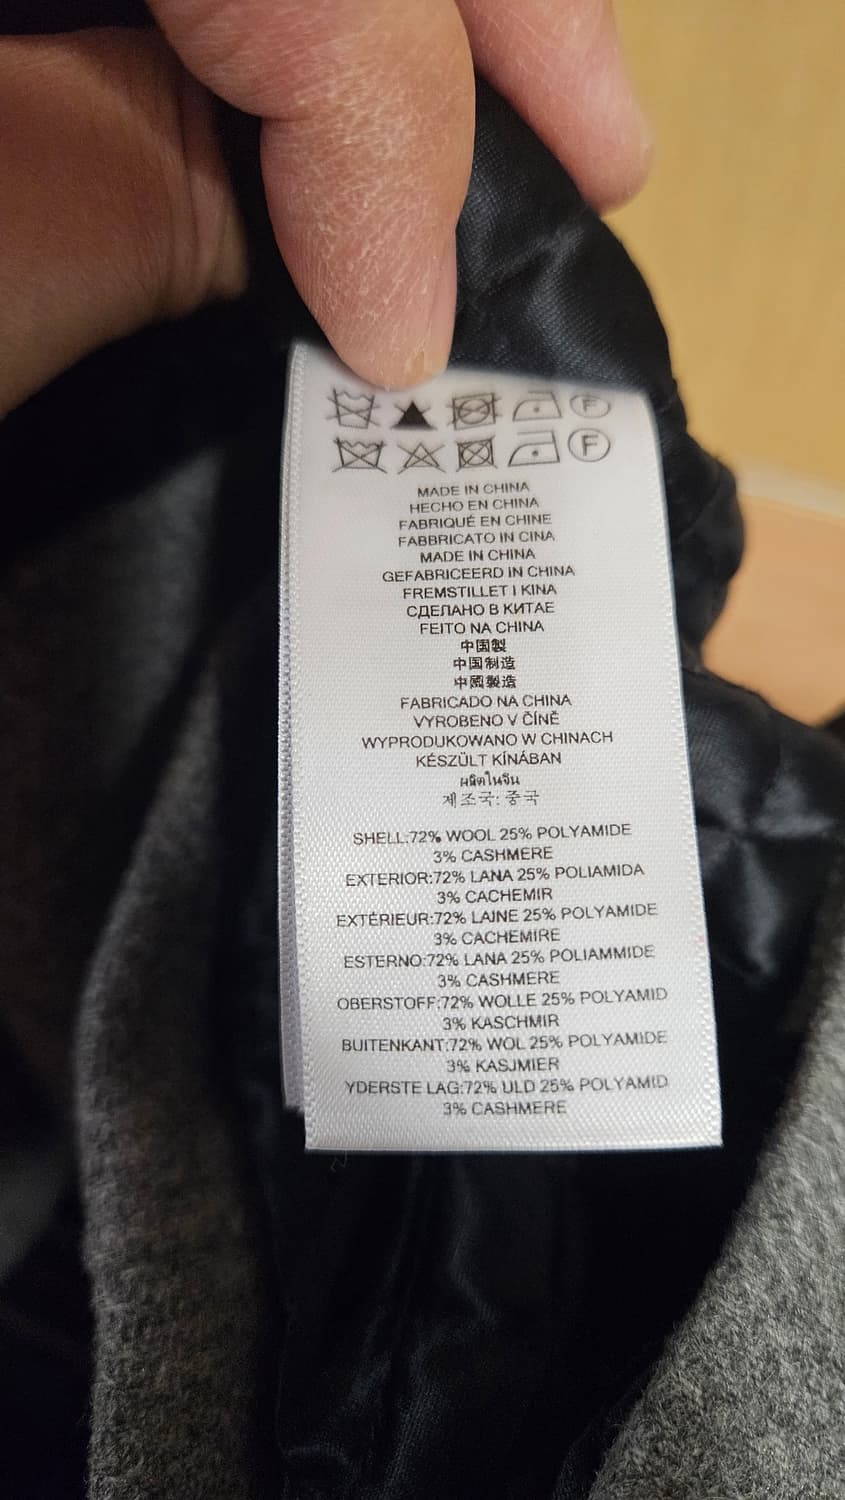 F
F
MADE IN CHINA
HECHO EN CHINA
FABRIQUÉ EN CHINE
FABBRICATO IN CINA
MADE IN CHINA
GEFABRICEERD IN CHINA
FREMSTILLET I KINA
СДЕЛАНО В КИТАЕ
FEITO NA CHINA
中国製
中国制造
中國製造
FABRICADO NA CHINA
VYROBENO V ČÍNĚ
WYPRODUKOWANO W CHINACH
KÉSZÜLT KÍNÁBAN
ผลิตในจีน
제조국: 중국
SHELL:72% WOOL 25% POLYAMIDE
3% CASHMERE
EXTERIOR:72% LANA 25% POLIAMIDA
3% CACHEMIR
EXTÉRIEUR:72% LAINE 25% POLYAMIDE
3% CACHEMIRE
ESTERNO:72% LANA 25% POLIAMMIDE
3% CASHMERE
OBERSTOFF:72% WOLLE 25% POLYAMID
3% KASCHMIR
BUITENKANT:72% WOL 25% POLYAMIDE
3% KASJMIER
YDERSTE LAG:72% ULD 25% POLYAMID
3% CASHMERE